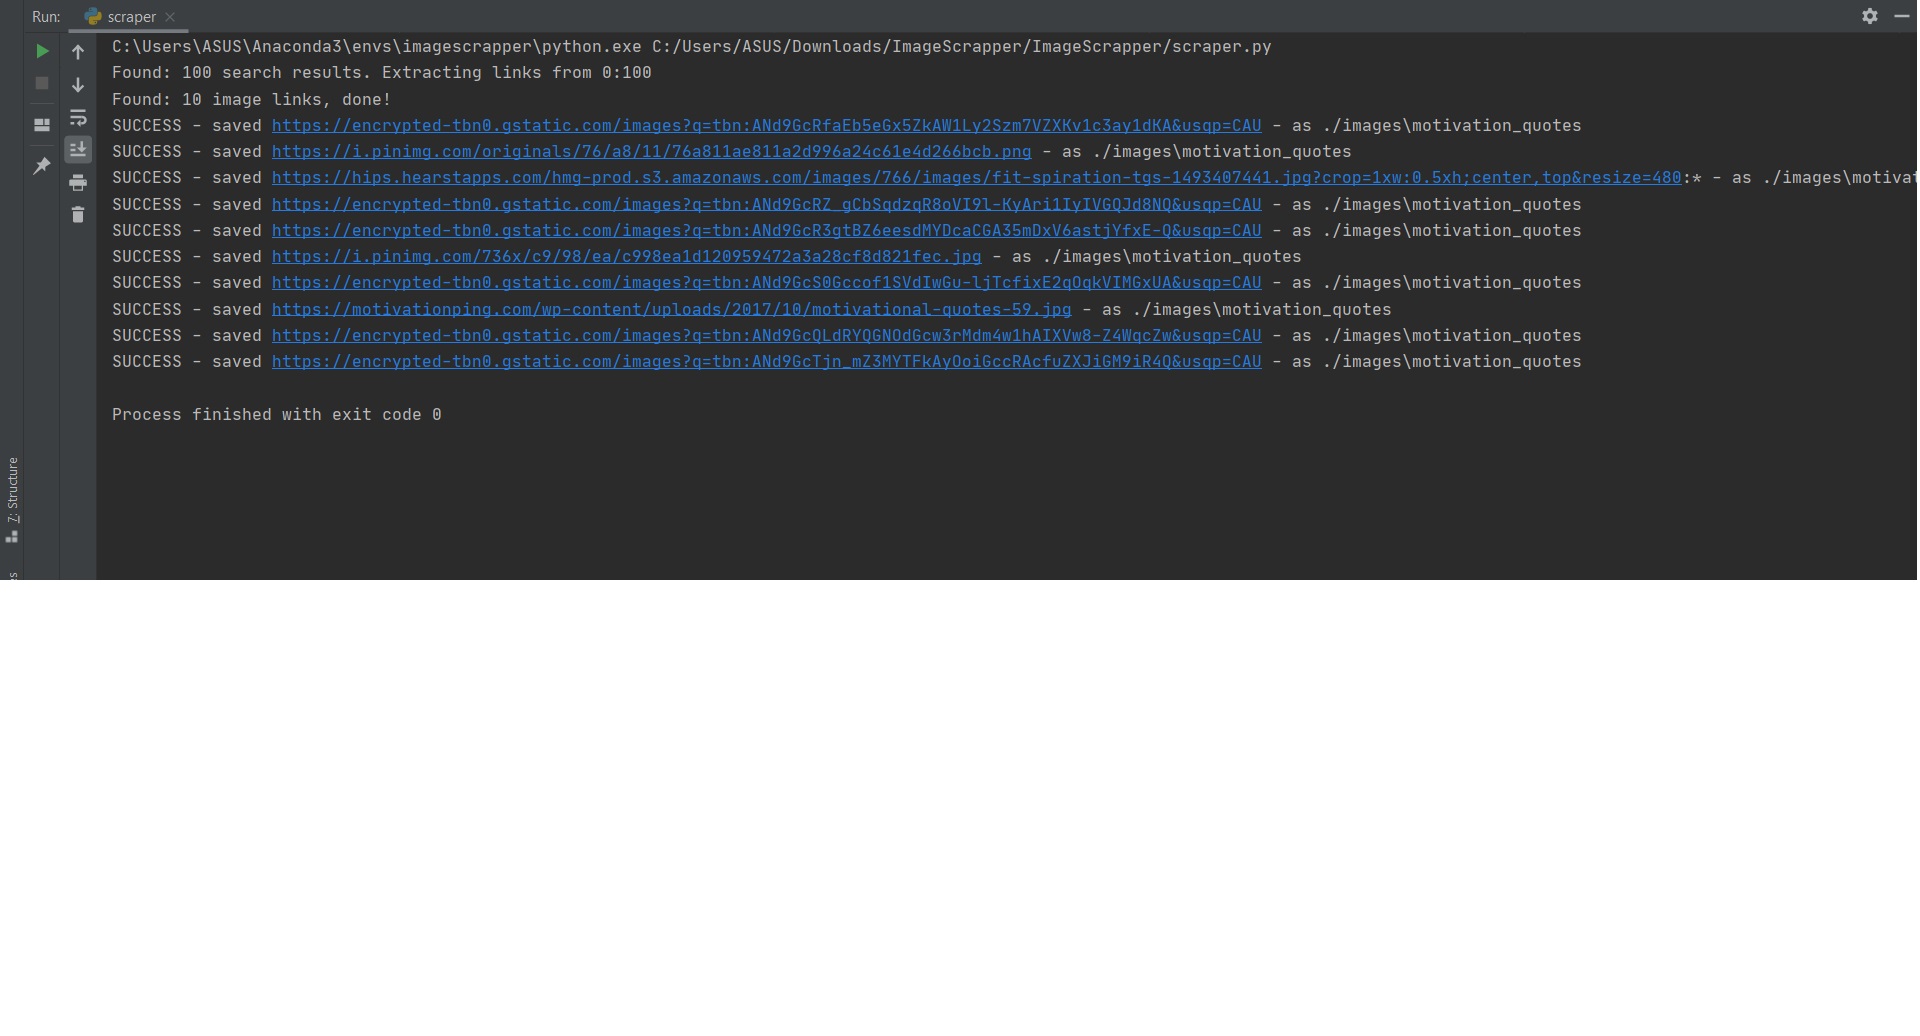 Run: scraper
C:\Users\ASUS\Anaconda3\envs\imagescrapper\python.exe C:/Users/ASUS/Downloads/ImageScrapper/ImageScrapper/scraper.py
Found: 100 search results. Extracting links from 0:100
Found: 10 image links, done!
SUCCESS - saved https://encrypted-tbn0.gstatic.com/images?q=tbn:ANd9GcRfaEb5eGx5ZkAW1Ly2Szm7VZXKv1c3ay1dKA&usqp=CAU - as ./images\motivation_quotes
SUCCESS - saved https://i.pinimg.com/originals/76/a8/11/76a811ae811a2d996a24c61e4d266bcb.png - as ./images\motivation_quotes
SUCCESS - saved https://hips.hearstapps.com/hmg-prod.s3.amazonaws.com/images/766/images/fit-spiration-tgs-1493407441.jpg?crop=1xw:0.5xh;center,top&resize=480:* - as ./images\motivat
SUCCESS - saved https://encrypted-tbn0.gstatic.com/images?q=tbn:ANd9GcRZ_gCbSqdzqR8oVI9l-KyAri1IyIVGQJd8NQ&usqp=CAU - as ./images\motivation_quotes
SUCCESS - saved https://encrypted-tbn0.gstatic.com/images?q=tbn:ANd9GcR3gtBZ6eesdMYDcaCGA35mDxV6astjYfxE-Q&usqp=CAU - as ./images\motivation_quotes
SUCCESS - saved https://i.pinimg.com/736x/c9/98/ea/c998ea1d120959472a3a28cf8d821fec.jpg - as ./images\motivation_quotes
SUCCESS - saved https://encrypted-tbn0.gstatic.com/images?q=tbn:ANd9GcS0Gccof1SVdIwGu-ljTcfixE2qOqkVIMGxUA&usqp=CAU - as ./images\motivation_quotes
SUCCESS - saved https://motivationping.com/wp-content/uploads/2017/10/motivational-quotes-59.jpg - as ./images\motivation_quotes
SUCCESS - saved https://encrypted-tbn0.gstatic.com/images?q=tbn:ANd9GcQLdRYQGNOdGcw3rMdm4w1hAIXVw8-Z4WqcZw&usqp=CAU - as ./images\motivation_quotes
SUCCESS - saved https://encrypted-tbn0.gstatic.com/images?q=tbn:ANd9GcTjn_mZ3MYTFkAyOoiGccRAcfuZXJiGM9iR4Q&usqp=CAU - as ./images\motivation_quotes
Process finished with exit code 0
7: Structure
es